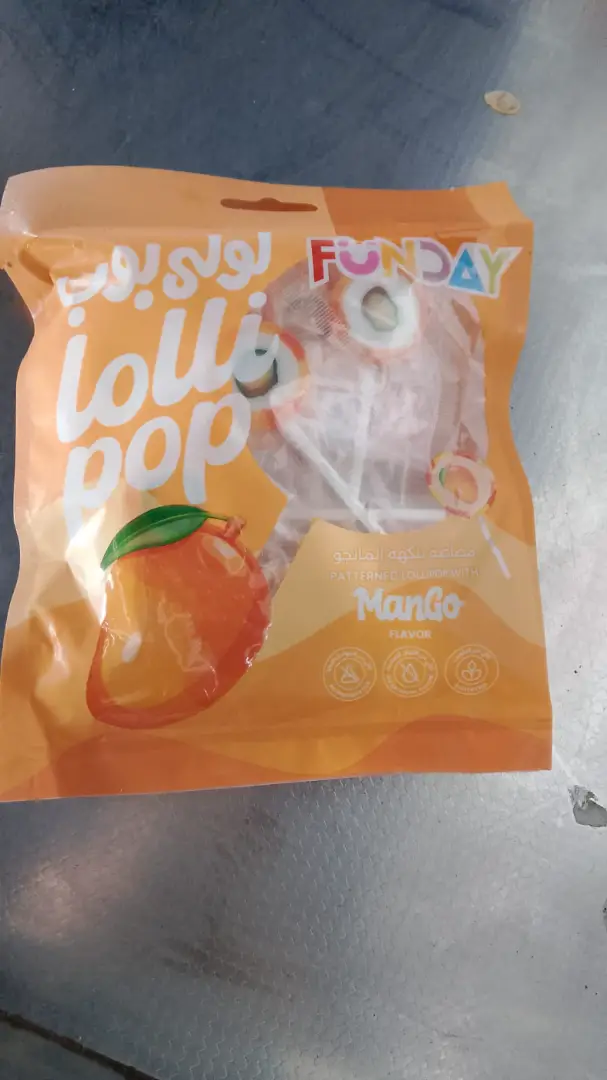 لولي بوب
FUNDAY
lolli
pop
مصاصة بنكهة المانجو
PATTERNED LOLLIPOP WITH
ManGo
FLAVOR